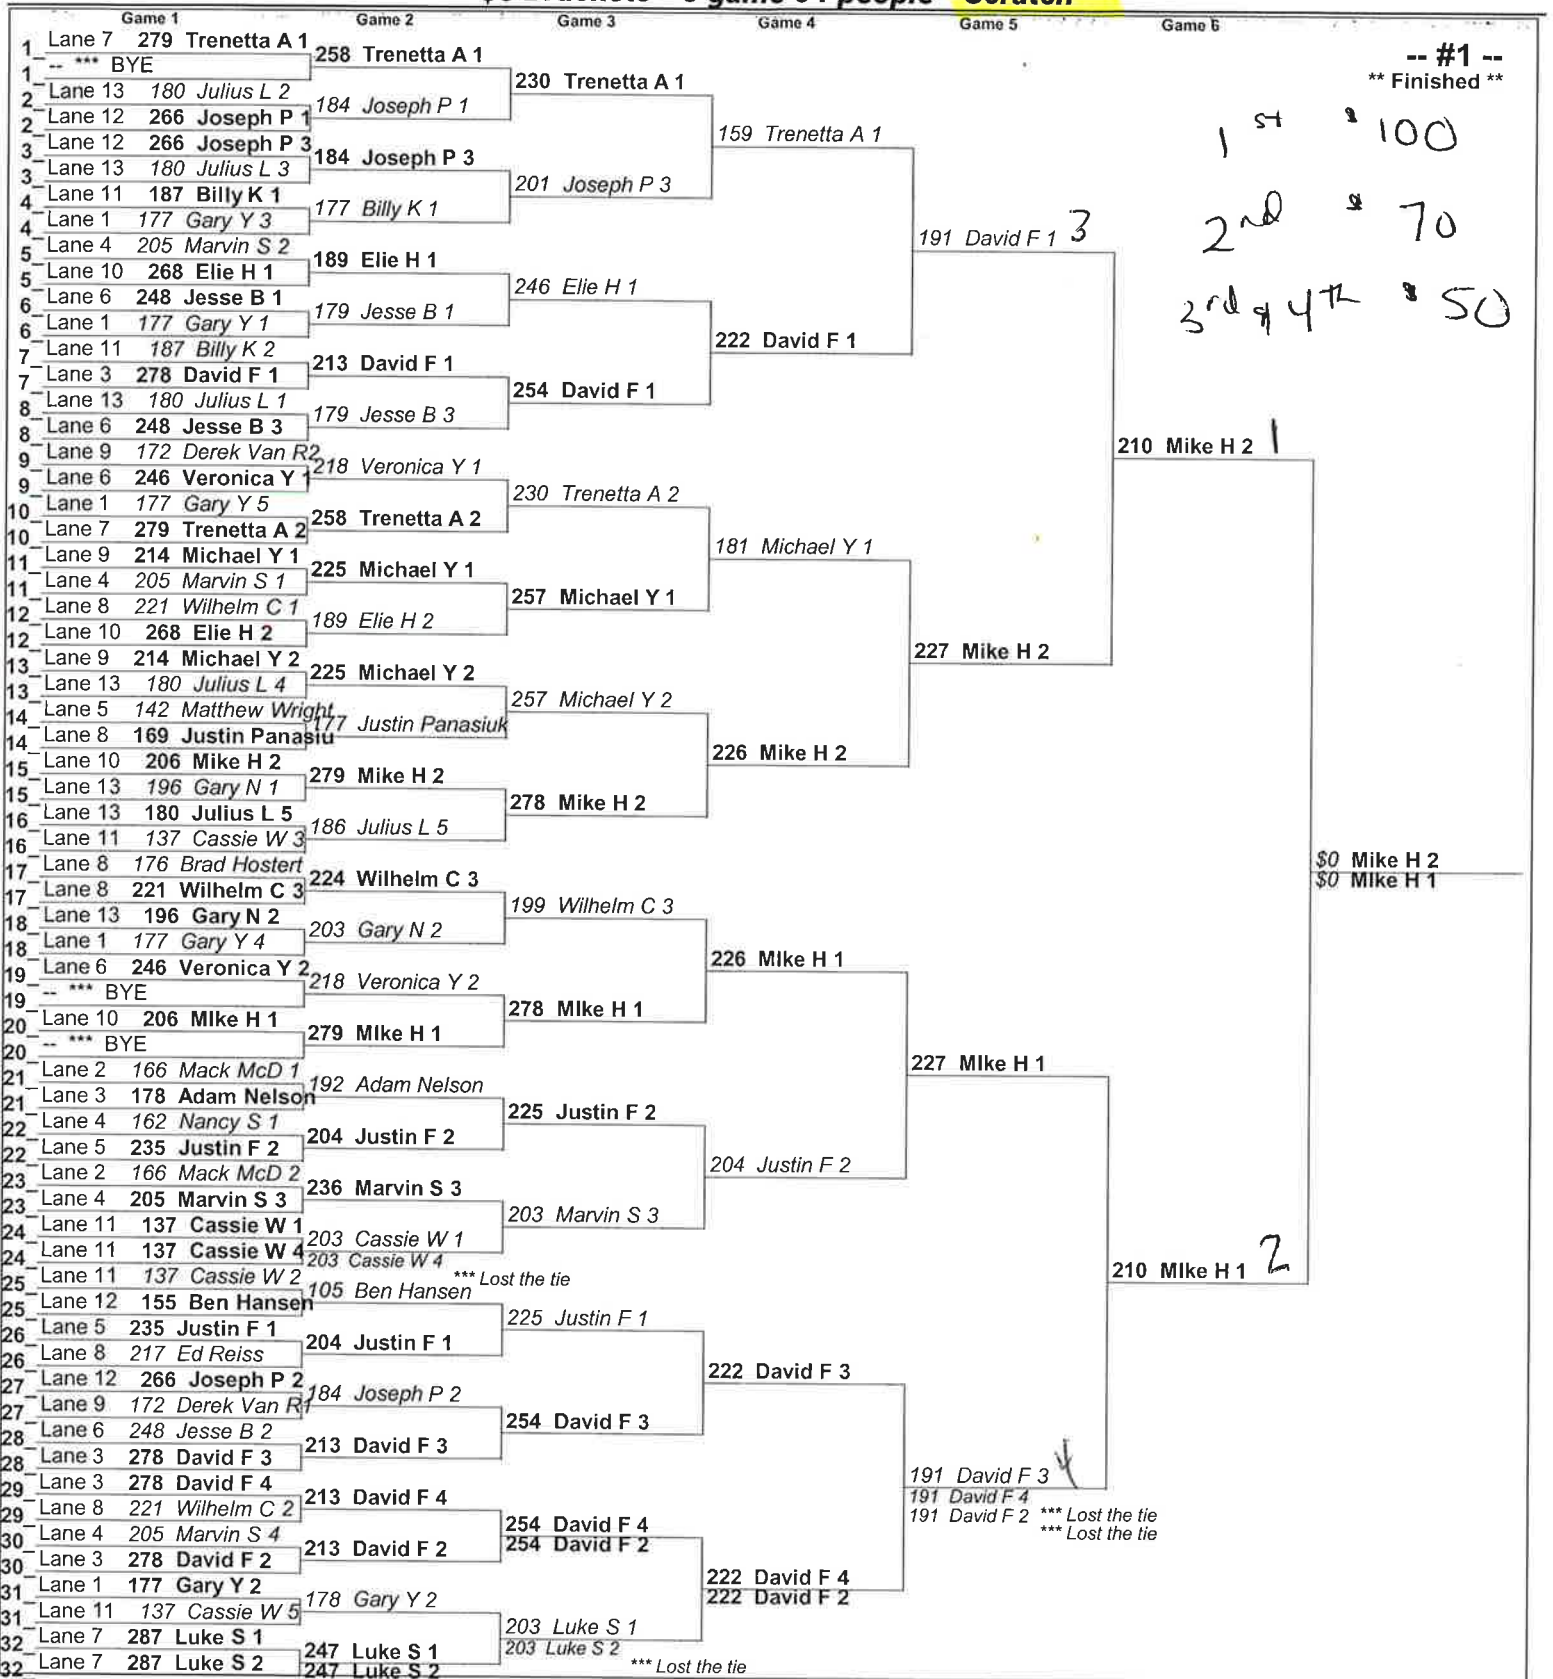 Game 1 Game 2 Game 3 Game 4 Game 5 Game 6
-- #1 --
** Finished **
1st $100
2nd $70
3rd & 4th $50
1 Lane 7 279 Trenetta A 1
1 -- *** BYE
2 Lane 13 180 Julius L 2
2 Lane 12 266 Joseph P 1
3 Lane 12 266 Joseph P 3
3 Lane 13 180 Julius L 3
4 Lane 11 187 Billy K 1
4 Lane 1 177 Gary Y 3
5 Lane 4 205 Marvin S 2
5 Lane 10 268 Elie H 1
6 Lane 6 248 Jesse B 1
6 Lane 1 177 Gary Y 1
7 Lane 11 187 Billy K 2
7 Lane 3 278 David F 1
8 Lane 13 180 Julius L 1
8 Lane 6 248 Jesse B 3
9 Lane 9 172 Derek Van R2
9 Lane 6 246 Veronica Y 1
10 Lane 1 177 Gary Y 5
10 Lane 7 279 Trenetta A 2
11 Lane 9 214 Michael Y 1
11 Lane 4 205 Marvin S 1
12 Lane 8 221 Wilhelm C 1
12 Lane 10 268 Elie H 2
13 Lane 9 214 Michael Y 2
13 Lane 13 180 Julius L 4
14 Lane 5 142 Matthew Wright
14 Lane 8 169 Justin Panasiu
15 Lane 10 206 Mike H 2
15 Lane 13 196 Gary N 1
16 Lane 13 180 Julius L 5
16 Lane 11 137 Cassie W 3
17 Lane 8 176 Brad Hostert
17 Lane 8 221 Wilhelm C 3
18 Lane 13 196 Gary N 2
18 Lane 1 177 Gary Y 4
19 Lane 6 246 Veronica Y 2
19 -- *** BYE
20 Lane 10 206 MIke H 1
20 -- *** BYE
21 Lane 2 166 Mack McD 1
21 Lane 3 178 Adam Nelson
22 Lane 4 162 Nancy S 1
22 Lane 5 235 Justin F 2
23 Lane 2 166 Mack McD 2
23 Lane 4 205 Marvin S 3
24 Lane 11 137 Cassie W 1
24 Lane 11 137 Cassie W 4
25 Lane 11 137 Cassie W 2
25 Lane 12 155 Ben Hansen
26 Lane 5 235 Justin F 1
26 Lane 8 217 Ed Reiss
27 Lane 12 266 Joseph P 2
27 Lane 9 172 Derek Van R1
28 Lane 6 248 Jesse B 2
28 Lane 3 278 David F 3
29 Lane 3 278 David F 4
29 Lane 8 221 Wilhelm C 2
30 Lane 4 205 Marvin S 4
30 Lane 3 278 David F 2
31 Lane 1 177 Gary Y 2
31 Lane 11 137 Cassie W 5
32 Lane 7 287 Luke S 1
32 Lane 7 287 Luke S 2
258 Trenetta A 1
184 Joseph P 1
184 Joseph P 3
177 Billy K 1
189 Elie H 1
179 Jesse B 1
213 David F 1
179 Jesse B 3
218 Veronica Y 1
258 Trenetta A 2
225 Michael Y 1
189 Elie H 2
225 Michael Y 2
177 Justin Panasiuk
279 Mike H 2
186 Julius L 5
224 Wilhelm C 3
203 Gary N 2
218 Veronica Y 2
279 MIke H 1
192 Adam Nelson
204 Justin F 2
236 Marvin S 3
203 Cassie W 1
203 Cassie W 4
*** Lost the tie
105 Ben Hansen
204 Justin F 1
184 Joseph P 2
213 David F 3
213 David F 4
213 David F 2
178 Gary Y 2
247 Luke S 1
247 Luke S 2
230 Trenetta A 1
201 Joseph P 3
246 Elie H 1
254 David F 1
230 Trenetta A 2
257 Michael Y 1
257 Michael Y 2
278 Mike H 2
199 Wilhelm C 3
278 MIke H 1
225 Justin F 2
203 Marvin S 3
225 Justin F 1
254 David F 3
254 David F 4
254 David F 2
203 Luke S 1
203 Luke S 2
*** Lost the tie
159 Trenetta A 1
222 David F 1
181 Michael Y 1
226 Mike H 2
226 MIke H 1
204 Justin F 2
222 David F 3
222 David F 4
222 David F 2
191 David F 1 3
227 Mike H 2
227 MIke H 1
191 David F 3 4
191 David F 4
191 David F 2 *** Lost the tie
*** Lost the tie
210 Mike H 2 1
210 MIke H 1 2
$0 Mike H 2
$0 MIke H 1